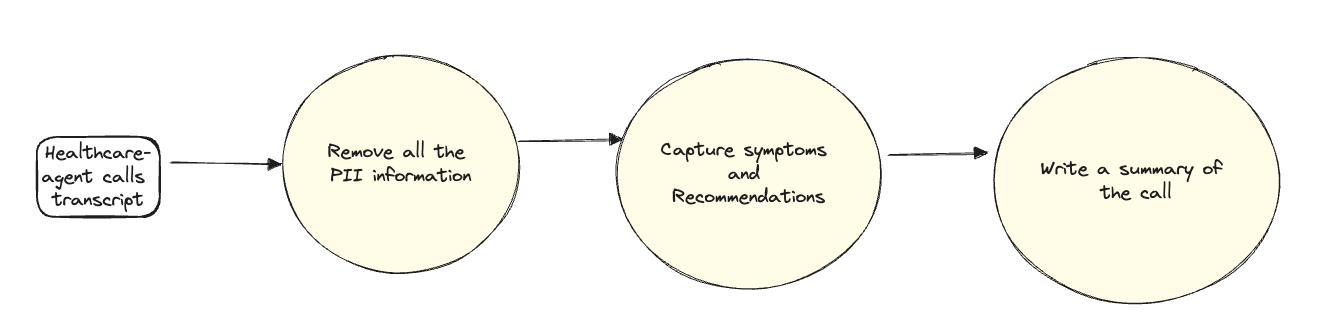 Healthcare-
agent calls
transcript
Remove all the
PII information
Capture symptoms
and
Recommendations
Write a summary of
the call